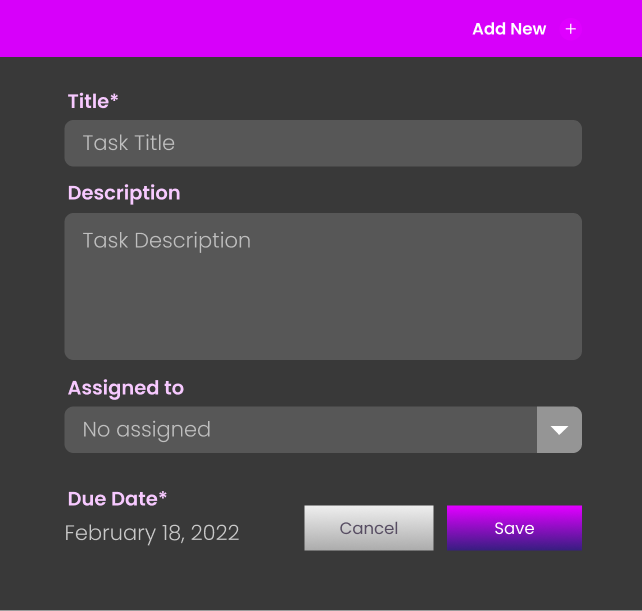 Add New +
Title*
Task Title
Description
Task Description
Assigned to
No assigned
Due Date*
February 18, 2022
Cancel
Save